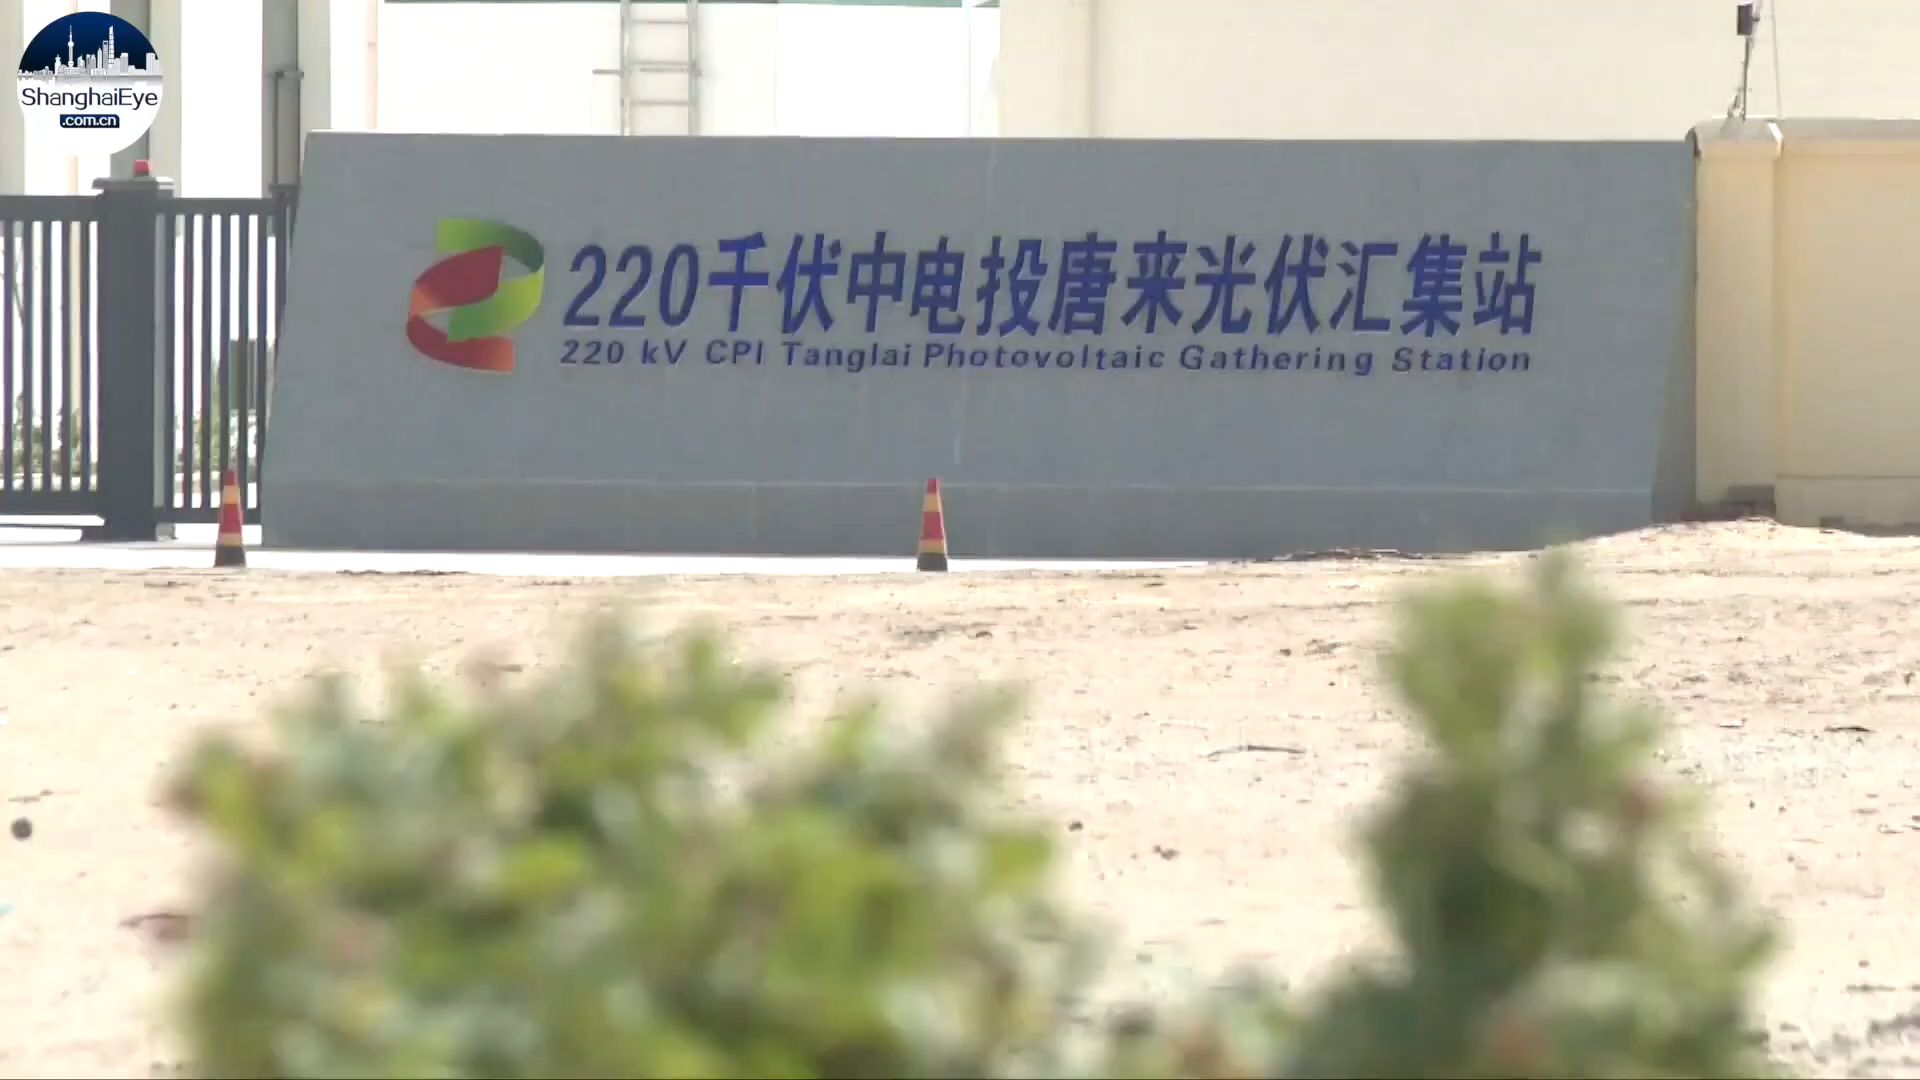 ShanghaiEye
.com.cn
220千伏中电投唐来光伏汇集站
220 kV CPI Tanglai Photovoltaic Gathering Station